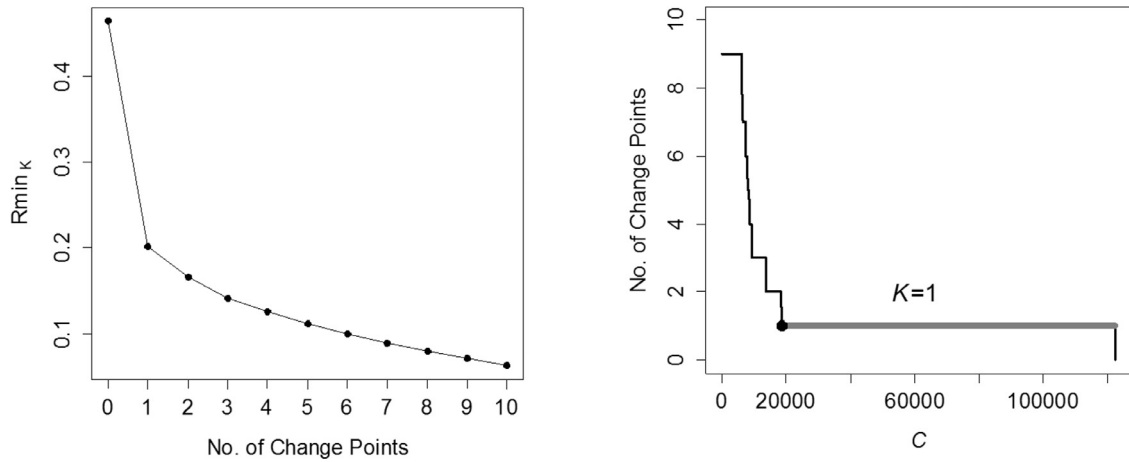 0.1 0.2 0.3 0.4
Rmin K
0 1 2 3 4 5 6 7 8 9 10
No. of Change Points
0 2 4 6 8 10
No. of Change Points
K=1
0 20000 60000 100000
C